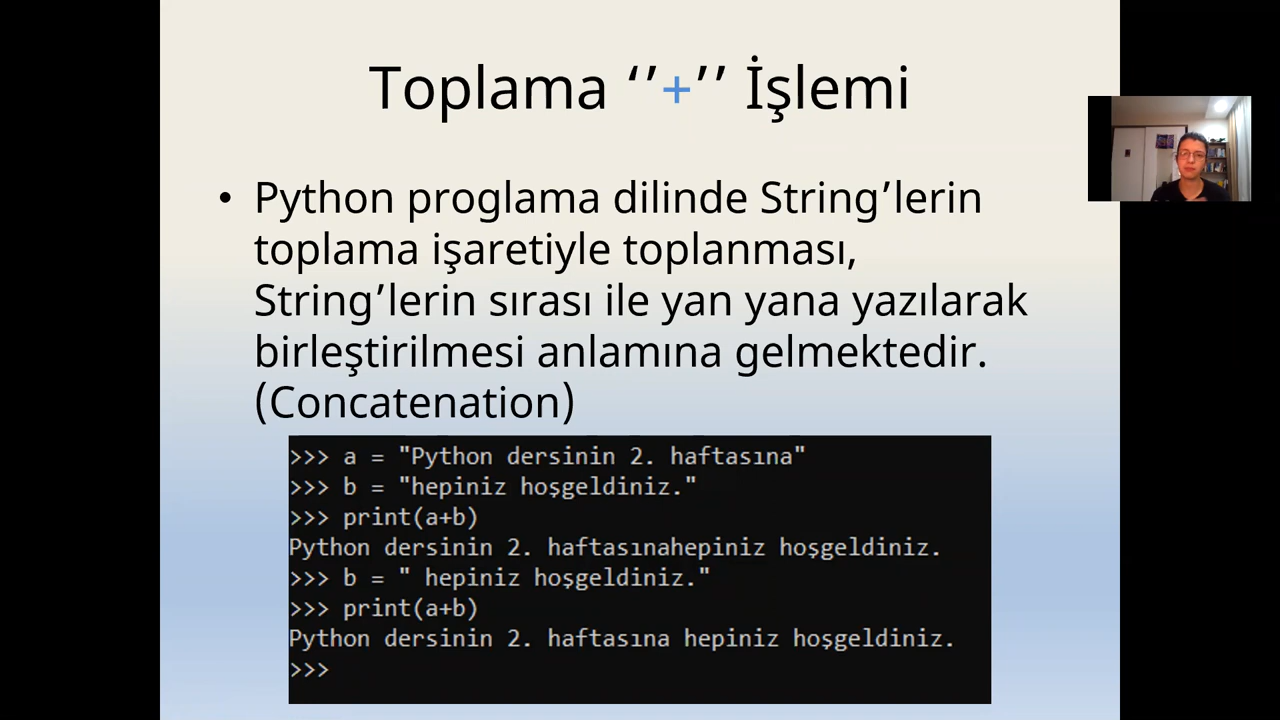 Toplama ‘’+’’ İşlemi
• Python proglama dilinde String’lerin
toplama işaretiyle toplanması,
String’lerin sırası ile yan yana yazılarak
birleştirilmesi anlamına gelmektedir.
(Concatenation)
>>> a = "Python dersinin 2. haftasına"
>>> b = "hepiniz hoşgeldiniz."
>>> print(a+b)
Python dersinin 2. haftasınahepiniz hoşgeldiniz.
>>> b = " hepiniz hoşgeldiniz."
>>> print(a+b)
Python dersinin 2. haftasına hepiniz hoşgeldiniz.
>>>